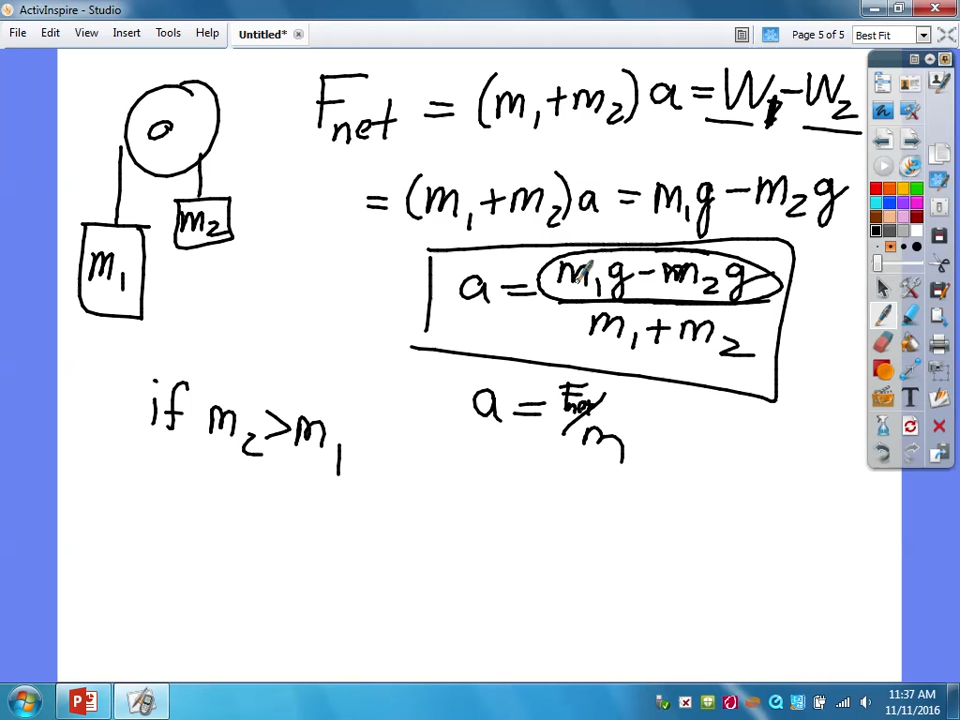 ActivInspire - Studio
File Edit View Insert Tools Help Untitled* Page 5 of 5 Best Fit
F_net = (m₁+m₂) a = W₁-W₂
= (m₁+m₂)a = m₁g -m₂g
m₁
m₂
a = m₁g - m₂g
m₁+m₂
if m₂>m₁
a = Fnet/m
11:37 AM
11/11/2016